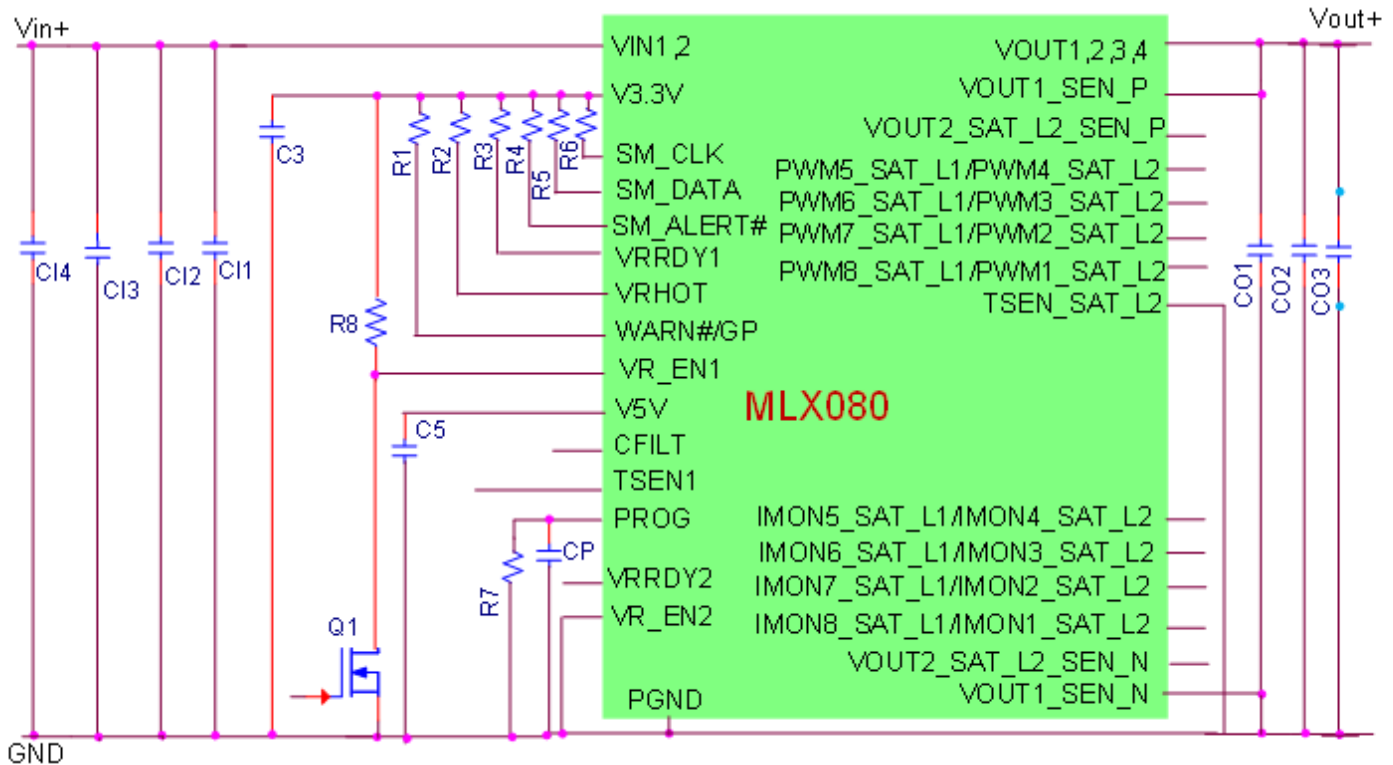 Vin+
Vout+
VIN1,2
VOUT1,2,3,4
V3.3V
VOUT1_SEN_P
C3
R1
R2
R3
R4
R5
R6
VOUT2_SAT_L2_SEN_P
SM_CLK
PWM5_SAT_L1/PWM4_SAT_L2
SM_DATA
PWM6_SAT_L1/PWM3_SAT_L2
SM_ALERT#
PWM7_SAT_L1/PWM2_SAT_L2
VRRDY1
PWM8_SAT_L1/PWM1_SAT_L2
CI4
CI3
CI2
CI1
VRHOT
TSEN_SAT_L2
CO1
CO2
CO3
R8
WARN#/GP
VR_EN1
MLX080
V5V
C5
CFILT
TSEN1
PROG
IMON5_SAT_L1/IMON4_SAT_L2
CP
IMON6_SAT_L1/IMON3_SAT_L2
R7
VRRDY2
IMON7_SAT_L1/IMON2_SAT_L2
VR_EN2
IMON8_SAT_L1/IMON1_SAT_L2
Q1
VOUT2_SAT_L2_SEN_N
PGND
VOUT1_SEN_N
GND